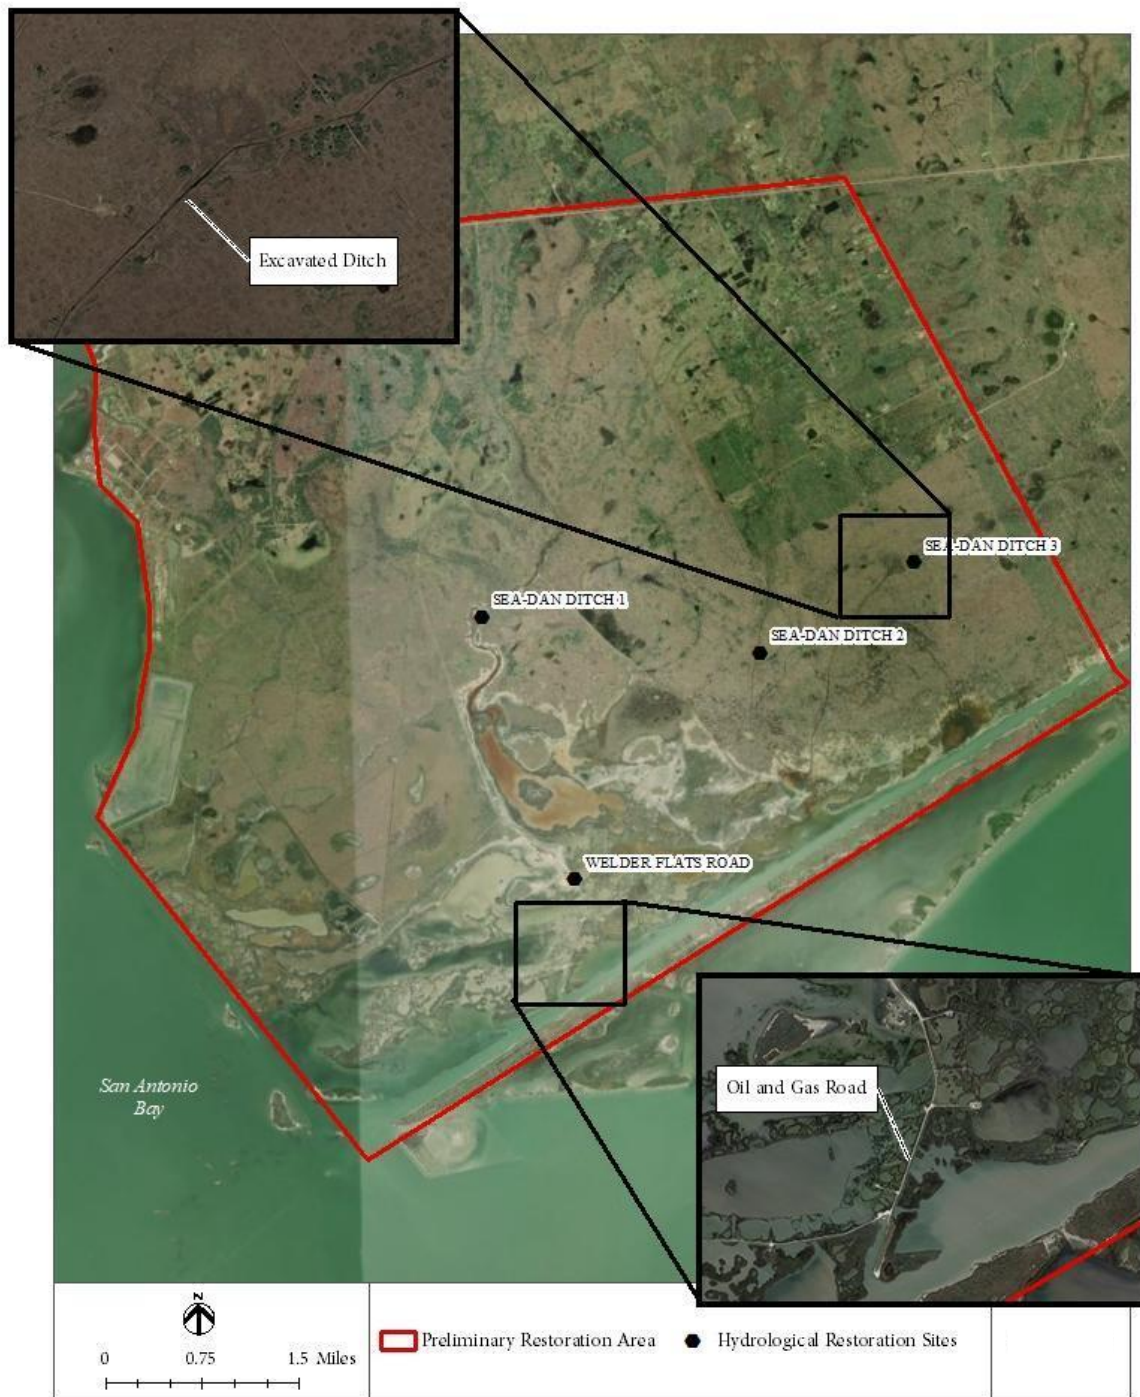 Excavated Ditch
SEA-DAN DITCH 3
SEA-DAN DITCH 1
SEA-DAN DITCH 2
WELDER FLATS ROAD
Oil and Gas Road
San Antonio
Bay
N
0 0.75 1.5 Miles
Preliminary Restoration Area
Hydrological Restoration Sites